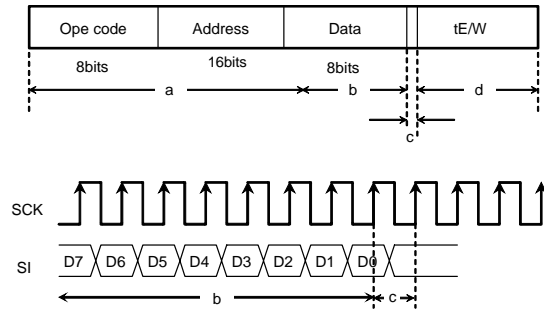 Ope code Address Data tE/W
8bits 16bits 8bits
a b d
c
SCK
SI D7 D6 D5 D4 D3 D2 D1 D0
b c